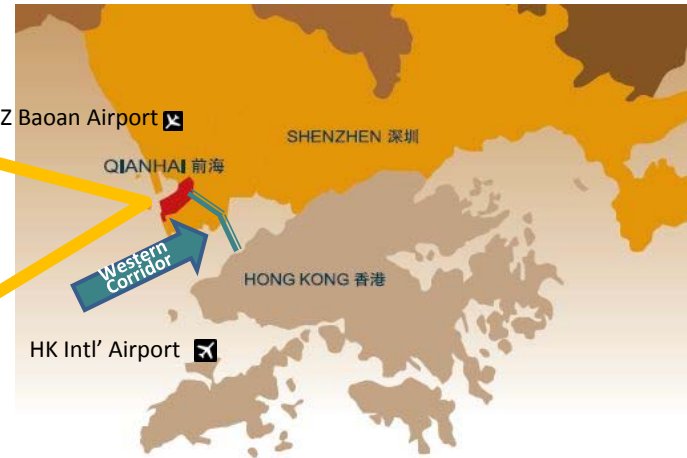 Z Baoan Airport
SHENZHEN 深圳
QIANHAI 前海
Western
Corridor
HONG KONG 香港
HK Intl' Airport